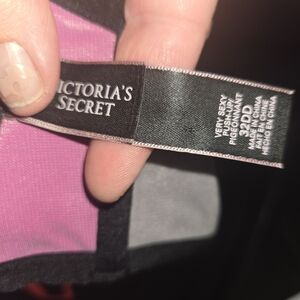 VICTORIA'S
SECRET
VERY SEXY
PUSH-UP/
PIGEONNANT
32DD
MADE IN CHINA
FAIT EN CHINE
HECHO EN CHINA